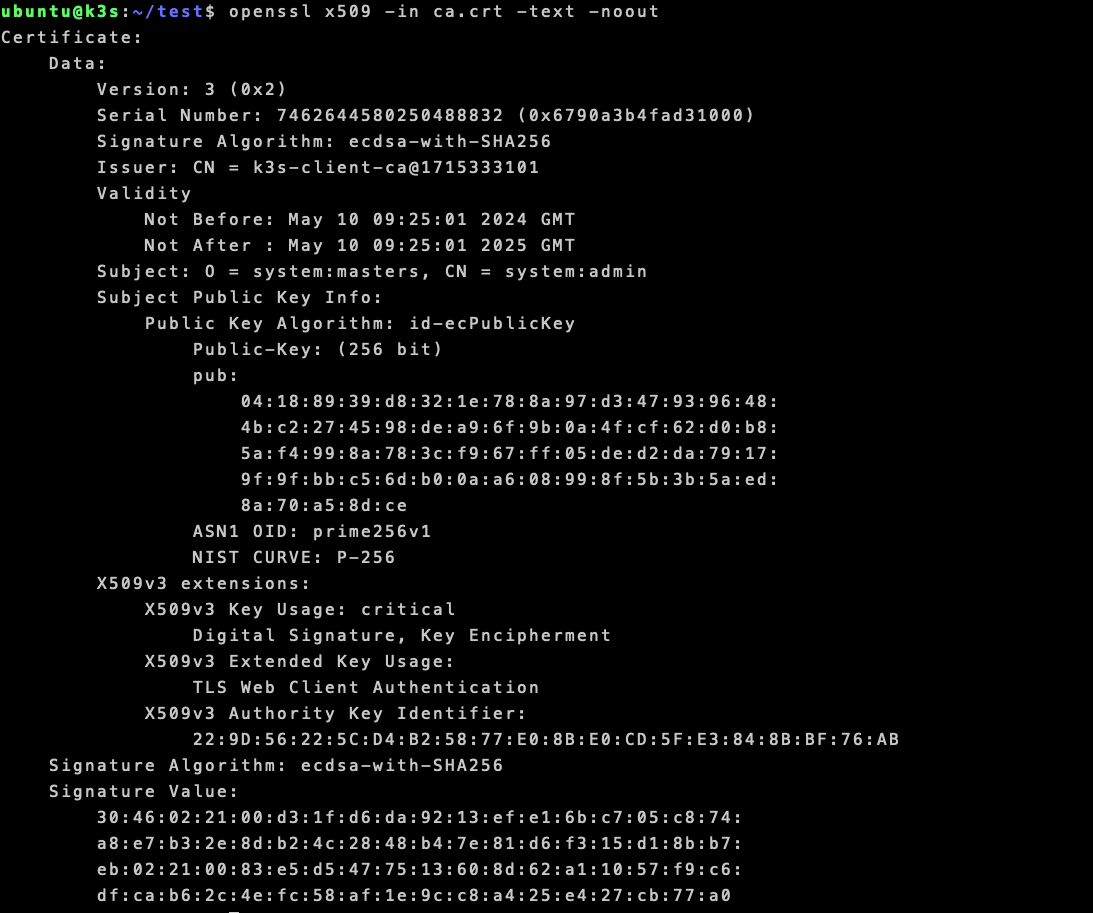 ubuntu@k3s:~/test$ openssl x509 -in ca.crt -text -noout
Certificate:
    Data:
        Version: 3 (0x2)
        Serial Number: 7462644580250488832 (0x6790a3b4fad31000)
        Signature Algorithm: ecdsa-with-SHA256
        Issuer: CN = k3s-client-ca@1715333101
        Validity
            Not Before: May 10 09:25:01 2024 GMT
            Not After : May 10 09:25:01 2025 GMT
        Subject: O = system:masters, CN = system:admin
        Subject Public Key Info:
            Public Key Algorithm: id-ecPublicKey
                Public-Key: (256 bit)
                pub:
                    04:18:89:39:d8:32:1e:78:8a:97:d3:47:93:96:48:
                    4b:c2:27:45:98:de:a9:6f:9b:0a:4f:cf:62:d0:b8:
                    5a:f4:99:8a:78:3c:f9:67:ff:05:de:d2:da:79:17:
                    9f:9f:bb:c5:6d:b0:0a:a6:08:99:8f:5b:3b:5a:ed:
                    8a:70:a5:8d:ce
                ASN1 OID: prime256v1
                NIST CURVE: P-256
        X509v3 extensions:
            X509v3 Key Usage: critical
                Digital Signature, Key Encipherment
            X509v3 Extended Key Usage:
                TLS Web Client Authentication
            X509v3 Authority Key Identifier:
                22:9D:56:22:5C:D4:B2:58:77:E0:8B:E0:CD:5F:E3:84:8B:BF:76:AB
    Signature Algorithm: ecdsa-with-SHA256
    Signature Value:
        30:46:02:21:00:d3:1f:d6:da:92:13:ef:e1:6b:c7:05:c8:74:
        a8:e7:b3:2e:8d:b2:4c:28:48:b4:7e:81:d6:f3:15:d1:8b:b7:
        eb:02:21:00:83:e5:d5:47:75:13:60:8d:62:a1:10:57:f9:c6:
        df:ca:b6:2c:4e:fc:58:af:1e:9c:c8:a4:25:e4:27:cb:77:a0